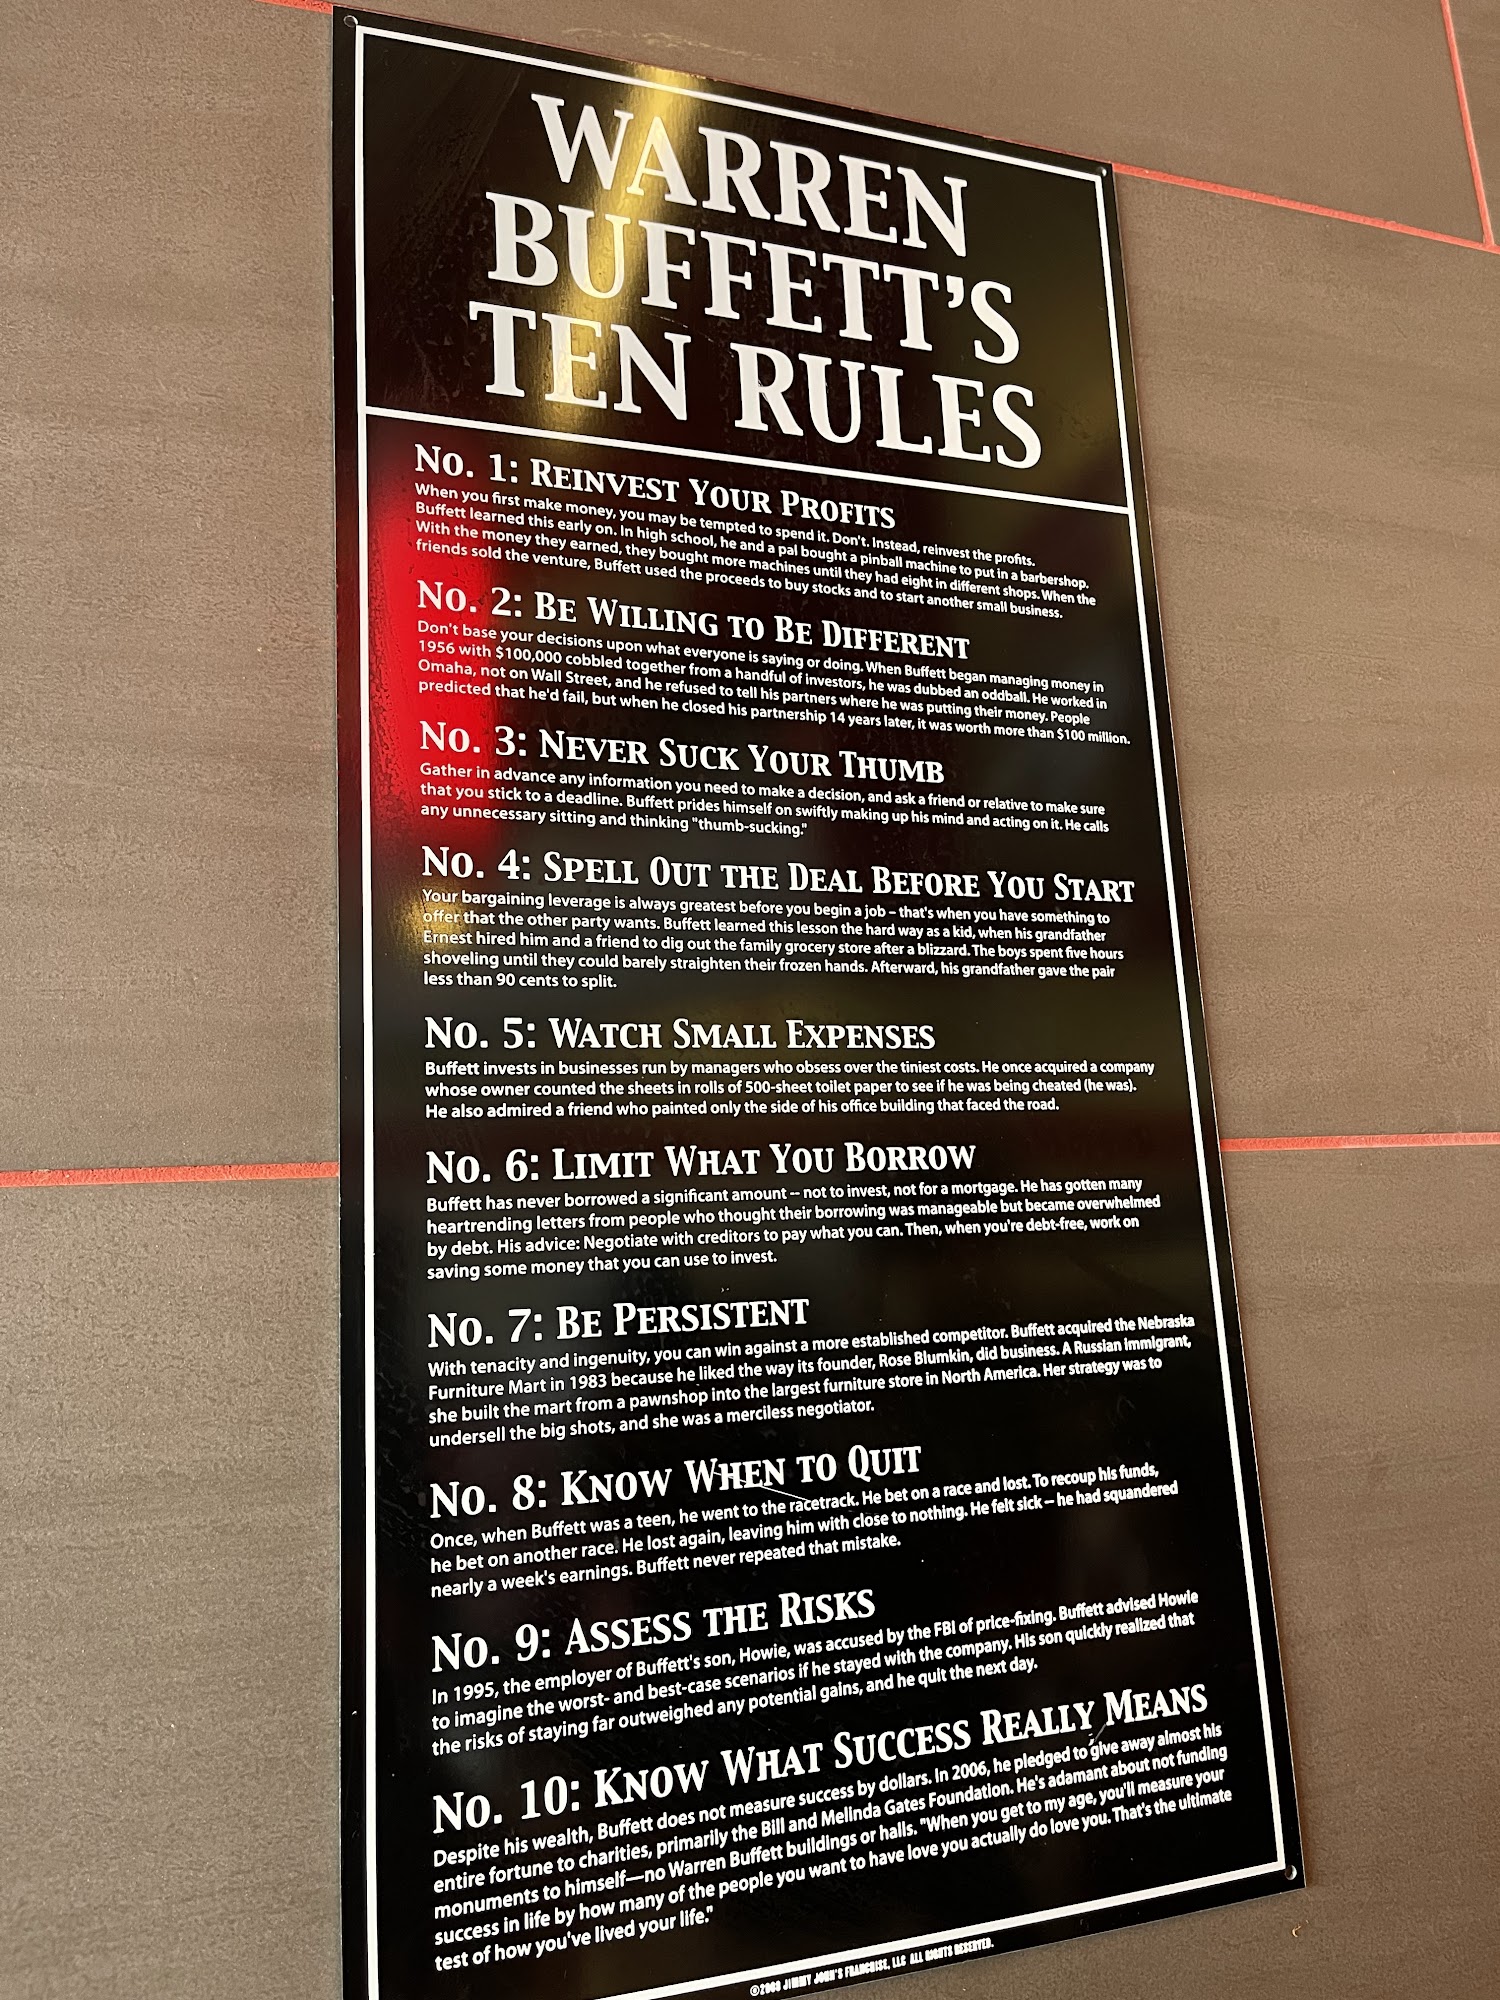 WARREN
BUFFETT'S
TEN RULES
No. 1: Reinvest Your Profits
When you first make money, you may be tempted to spend it. Don't. Instead, reinvest the profits.
Buffett learned this early on. In high school, he and a pal bought a pinball machine to put in a barbershop.
With the money they earned, they bought more machines until they had eight in different shops. When the
friends sold the venture, Buffett used the proceeds to buy stocks and to start another small business.
No. 2: Be Willing to Be Different
Don't base your decisions upon what everyone is saying or doing. When Buffett began managing money in
1956 with $100,000 cobbled together from a handful of investors, he was dubbed an oddball. He worked in
Omaha, not on Wall Street, and he refused to tell his partners where he was putting their money. People
predicted that he'd fail, but when he closed his partnership 14 years later, it was worth more than $100 million.
No. 3: Never Suck Your Thumb
Gather in advance any information you need to make a decision, and ask a friend or relative to make sure
that you stick to a deadline. Buffett prides himself on swiftly making up his mind and acting on it. He calls
any unnecessary sitting and thinking "thumb-sucking."
No. 4: Spell Out the Deal Before You Start
Your bargaining leverage is always greatest before you begin a job – that's when you have something to
offer that the other party wants. Buffett learned this lesson the hard way as a kid, when his grandfather
Ernest hired him and a friend to dig out the family grocery store after a blizzard. The boys spent five hours
shoveling until they could barely straighten their frozen hands. Afterward, his grandfather gave the pair
less than 90 cents to split.
No. 5: Watch Small Expenses
Buffett invests in businesses run by managers who obsess over the tiniest costs. He once acquired a company
whose owner counted the sheets in rolls of 500-sheet toilet paper to see if he was being cheated (he was).
He also admired a friend who painted only the side of his office building that faced the road.
No. 6: Limit What You Borrow
Buffett has never borrowed a significant amount -- not to invest, not for a mortgage. He has gotten many
heartrending letters from people who thought their borrowing was manageable but became overwhelmed
by debt. His advice: Negotiate with creditors to pay what you can. Then, when you're debt-free, work on
saving some money that you can use to invest.
No. 7: Be Persistent
With tenacity and ingenuity, you can win against a more established competitor. Buffett acquired the Nebraska
Furniture Mart in 1983 because he liked the way its founder, Rose Blumkin, did business. A Russian immigrant,
she built the mart from a pawnshop into the largest furniture store in North America. Her strategy was to
undersell the big shots, and she was a merciless negotiator.
No. 8: Know When to Quit
Once, when Buffett was a teen, he went to the racetrack. He bet on a race and lost. To recoup his funds,
he bet on another race. He lost again, leaving him with close to nothing. He felt sick – he had squandered
nearly a week's earnings. Buffett never repeated that mistake.
No. 9: Assess the Risks
In 1995, the employer of Buffett's son, Howie, was accused by the FBI of price-fixing. Buffett advised Howie
to imagine the worst- and best-case scenarios if he stayed with the company. His son quickly realized that
the risks of staying far outweighed any potential gains, and he quit the next day.
No. 10: Know What Success Really Means
Despite his wealth, Buffett does not measure success by dollars. In 2006, he pledged to give away almost his
entire fortune to charities, primarily the Bill and Melinda Gates Foundation. He's adamant about not funding
monuments to himself—no Warren Buffett buildings or halls. "When you get to my age, you'll measure your
success in life by how many of the people you want to have love you actually do love you. That's the ultimate
test of how you've lived your life."
JIMMY JOHN'S FRANCHISE, LLC ALL RIGHTS RESERVED.